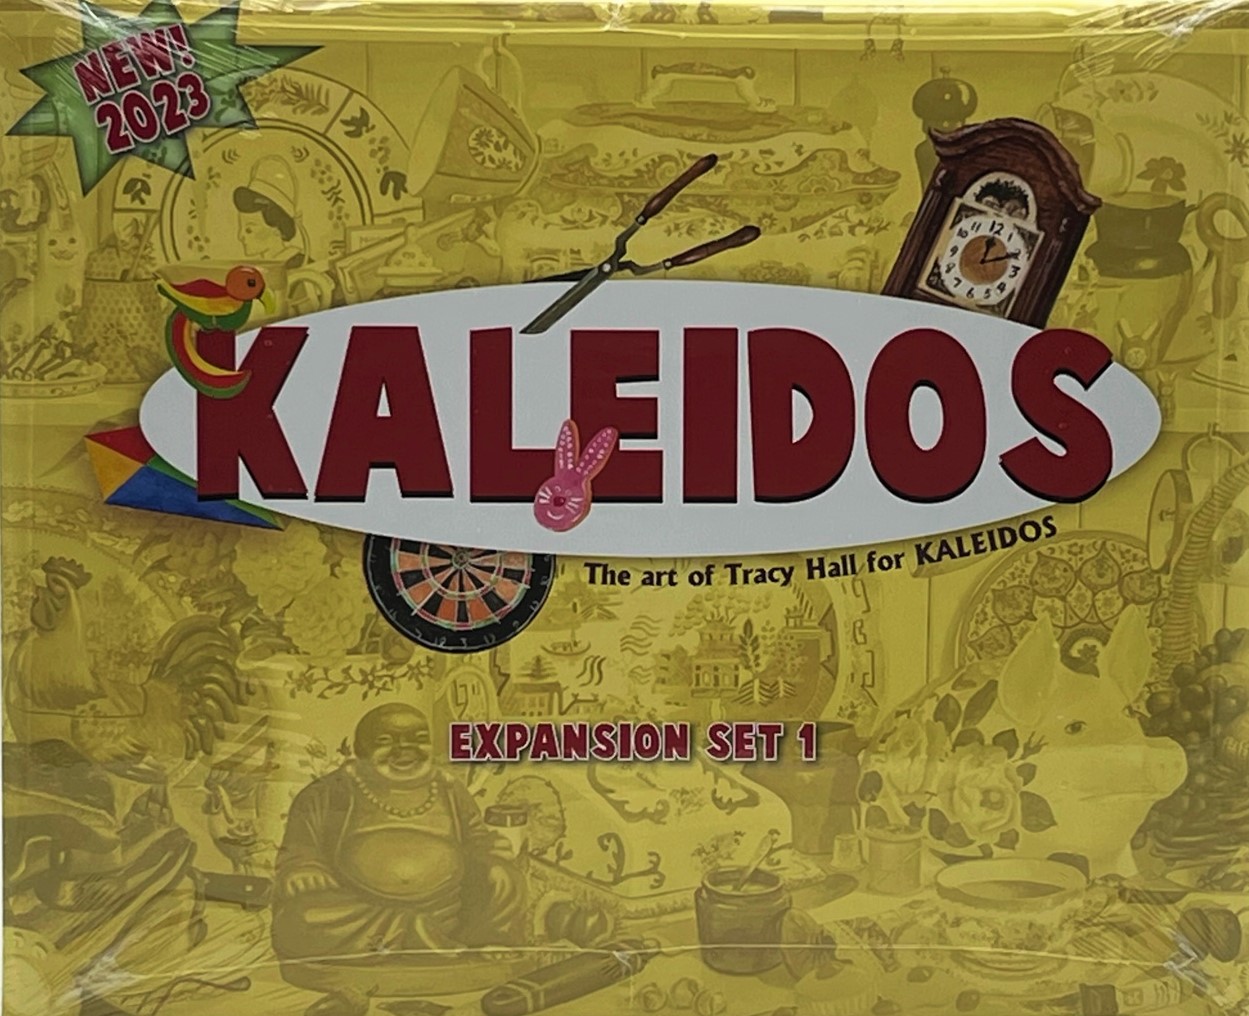 NEW!
2023
KALEIDOS
The art of Tracy Hall for KALEIDOS
EXPANSION SET 1